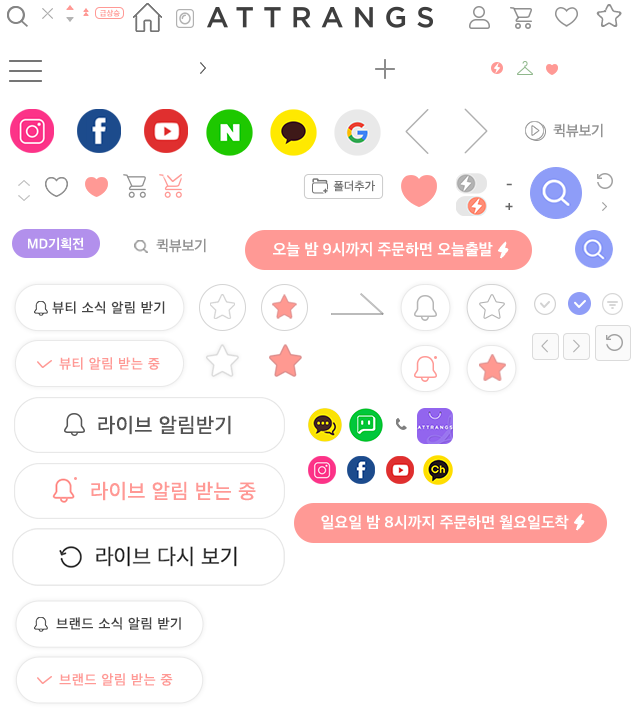 급상승
ATTRANGS
N
G
퀵뷰보기
폴더추가
-
+
MD기획전
퀵뷰보기
오늘 밤 9시까지 주문하면 오늘출발
뷰티 소식 알림 받기
뷰티 알림 받는 중
라이브 알림받기
ATTRANGS
라이브 알림 받는 중
Ch
일요일 밤 8시까지 주문하면 월요일도착
라이브 다시 보기
브랜드 소식 알림 받기
브랜드 알림 받는 중